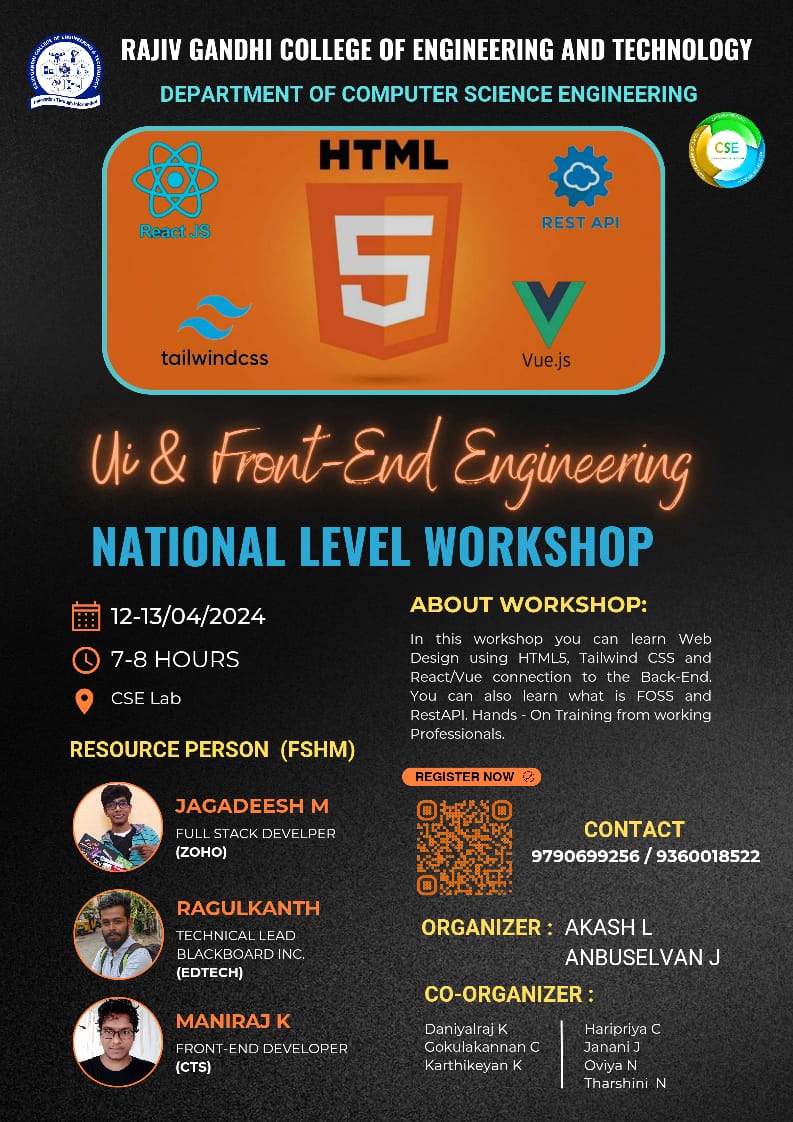 RAJIV GANDHI COLLEGE OF ENGINEERING AND TECHNOLOGY
DEPARTMENT OF COMPUTER SCIENCE ENGINEERING
CSE
HTML
React JS
REST API
5
tailwindcss
Vue.js
Ui & Front-End Engineering
NATIONAL LEVEL WORKSHOP
12-13/04/2024
7-8 HOURS
CSE Lab
ABOUT WORKSHOP:
In this workshop you can learn Web
Design using HTML5, Tailwind CSS and
React/Vue connection to the Back-End.
You can also learn what is FOSS and
RestAPI. Hands - On Training from working
Professionals.
RESOURCE PERSON (FSHM)
JAGADEESH M
FULL STACK DEVELPER
(ZOHO)
RAGULKANTH
TECHNICAL LEAD
BLACKBOARD INC.
(EDTECH)
MANIRAJ K
FRONT-END DEVELOPER
(CTS)
REGISTER NOW
CONTACT
9790699256 / 9360018522
ORGANIZER : AKASH L
ANBUSELVAN J
CO-ORGANIZER :
Daniyalraj K
Gokulakannan C
Karthikeyan K
Haripriya C
Janani J
Oviya N
Tharshini N